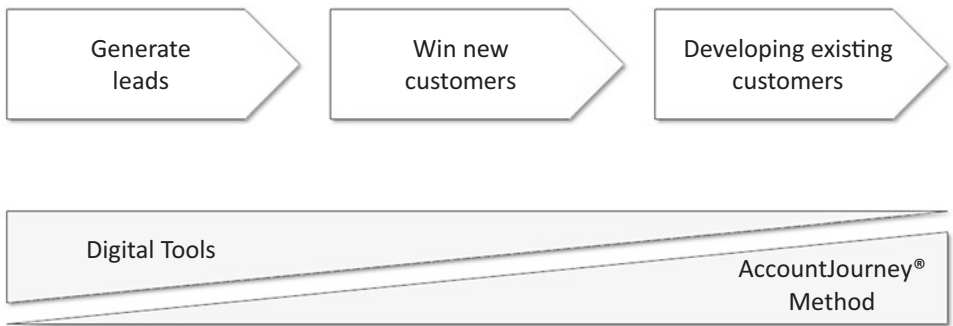 Generate
leads
Win new
customers
Developing existing
customers
Digital Tools
AccountJourney®
Method